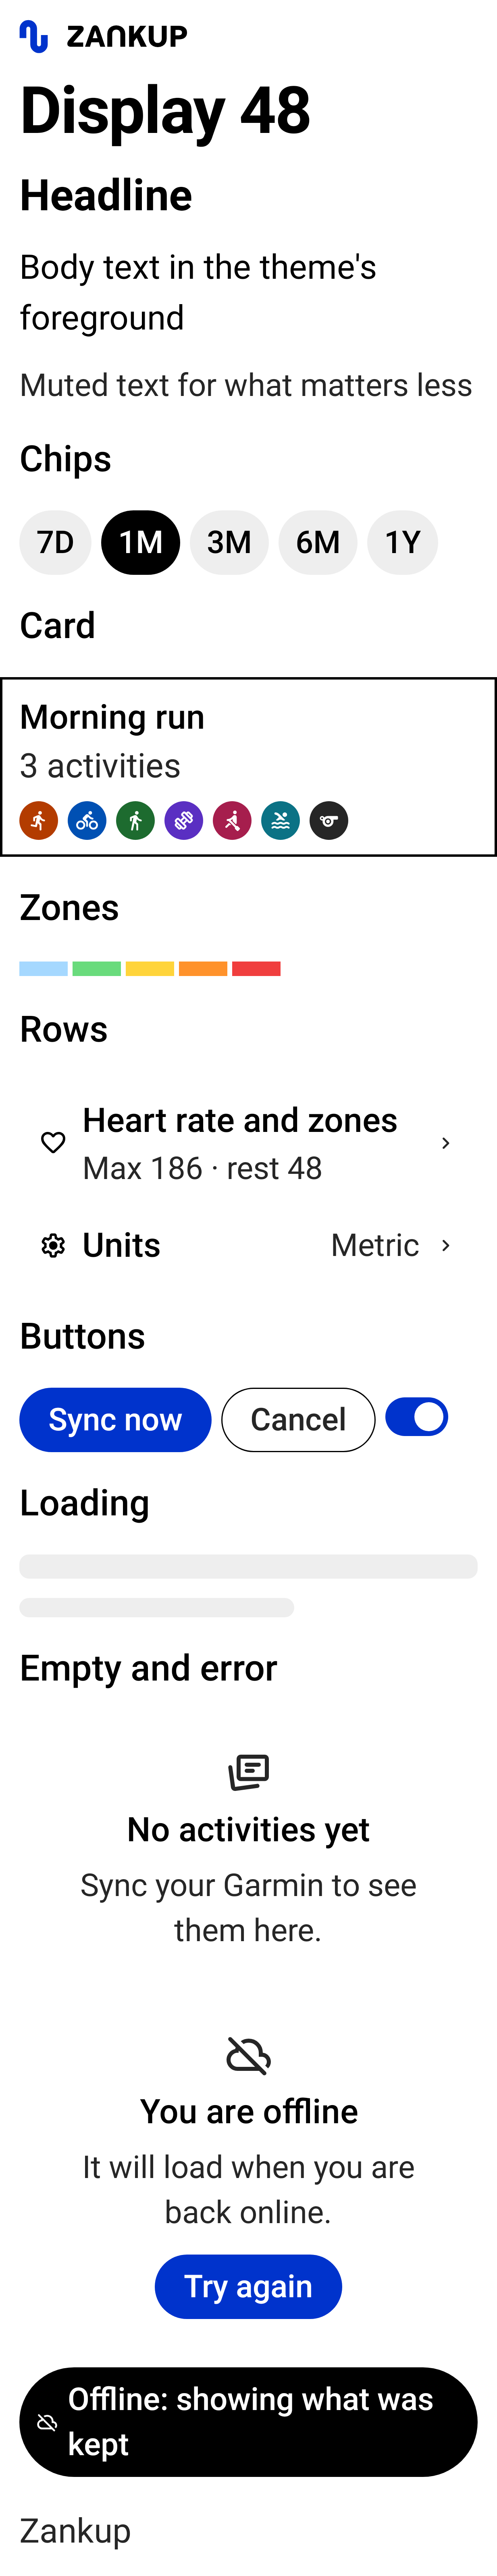 ZANKUP
Display 48
Headline
Body text in the theme's
foreground
Muted text for what matters less
Chips
7D 1M 3M 6M 1Y
Card
Morning run
3 activities
Zones
Rows
Heart rate and zones
Max 186 · rest 48
Units Metric
Buttons
Sync now Cancel
Loading
Empty and error
No activities yet
Sync your Garmin to see
them here.
You are offline
It will load when you are
back online.
Try again
Offline: showing what was
kept
Zankup